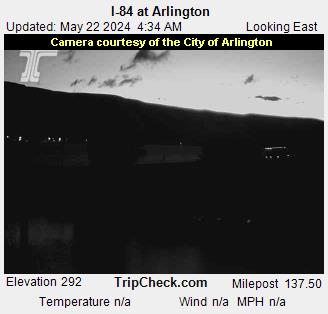 I-84 at Arlington
Updated: May 22 2024 4:34 AM Looking East
Camera courtesy of the City of Arlington
Elevation 292 TripCheck.com Milepost 137.50
Temperature n/a Wind n/a MPH n/a